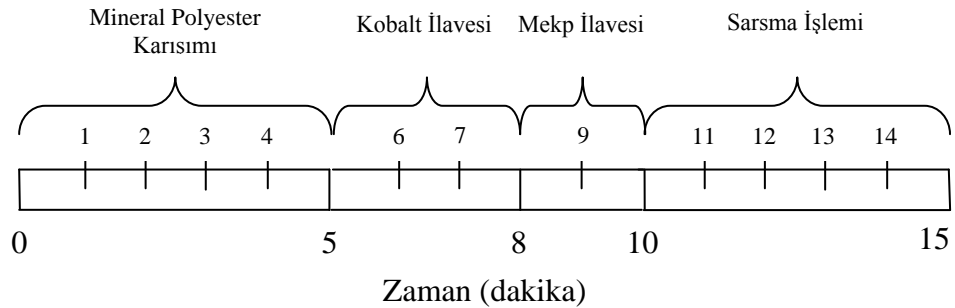 Mineral Polyester
Karısımı
Kobalt İlavesi
Mekp İlavesi
Sarsma İşlemi
1 2 3 4 6 7 9 11 12 13 14
0 5 8 10 15
Zaman (dakika)